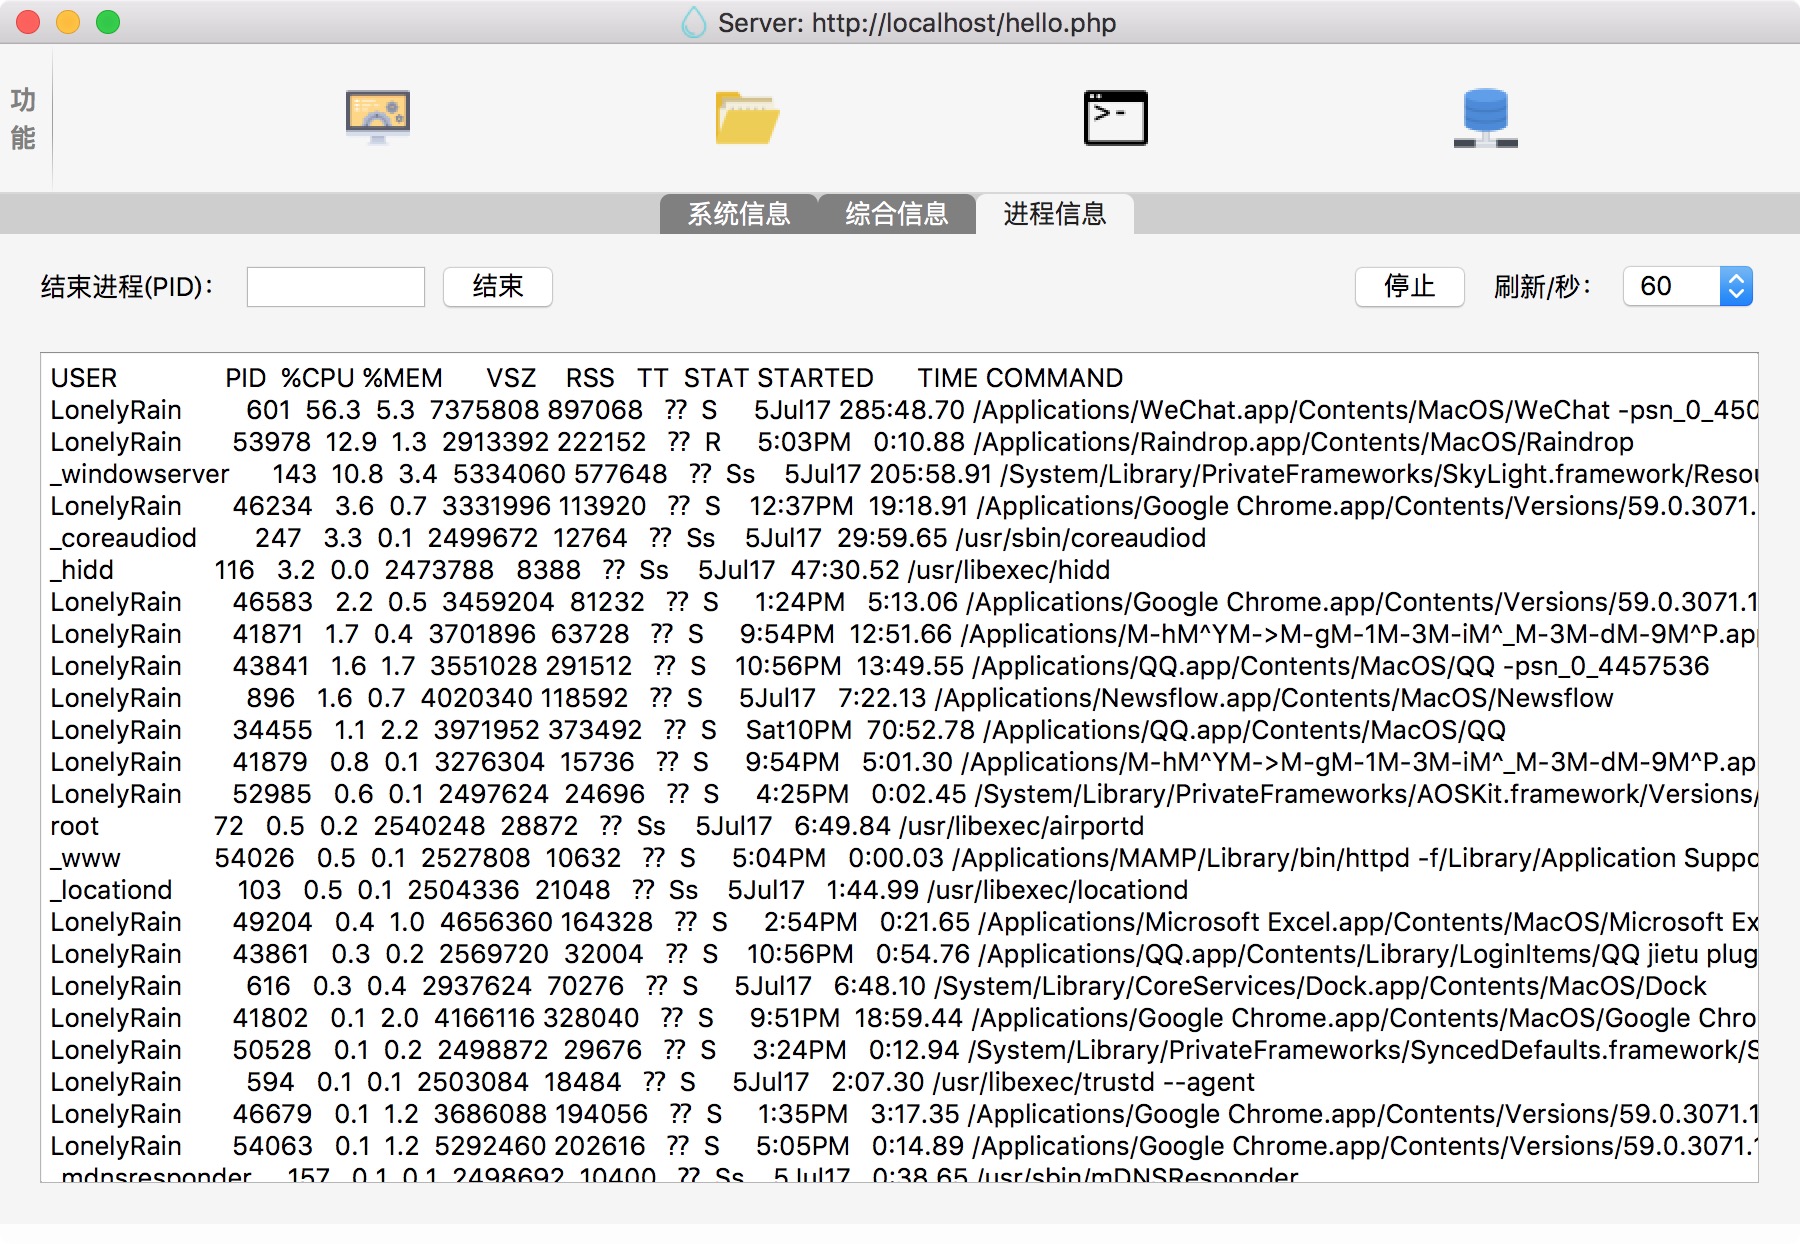 Server: http://localhost/hello.php
功
能
系统信息 综合信息 进程信息
结束进程(PID)： 结束 停止 刷新/秒： 60
USER PID %CPU %MEM VSZ RSS TT STAT STARTED TIME COMMAND
LonelyRain 601 56.3 5.3 7375808 897068 ?? S 5Jul17 285:48.70 /Applications/WeChat.app/Contents/MacOS/WeChat -psn_0_450
LonelyRain 53978 12.9 1.3 2913392 222152 ?? R 5:03PM 0:10.88 /Applications/Raindrop.app/Contents/MacOS/Raindrop
_windowserver 143 10.8 3.4 5334060 577648 ?? Ss 5Jul17 205:58.91 /System/Library/PrivateFrameworks/SkyLight.framework/Resou
LonelyRain 46234 3.6 0.7 3331996 113920 ?? S 12:37PM 19:18.91 /Applications/Google Chrome.app/Contents/Versions/59.0.3071.
_coreaudiod 247 3.3 0.1 2499672 12764 ?? Ss 5Jul17 29:59.65 /usr/sbin/coreaudiod
_hidd 116 3.2 0.0 2473788 8388 ?? Ss 5Jul17 47:30.52 /usr/libexec/hidd
LonelyRain 46583 2.2 0.5 3459204 81232 ?? S 1:24PM 5:13.06 /Applications/Google Chrome.app/Contents/Versions/59.0.3071.1
LonelyRain 41871 1.7 0.4 3701896 63728 ?? S 9:54PM 12:51.66 /Applications/M-hM^YM->M-gM-1M-3M-iM^_M-3M-dM-9M^P.app
LonelyRain 43841 1.6 1.7 3551028 291512 ?? S 10:56PM 13:49.55 /Applications/QQ.app/Contents/MacOS/QQ -psn_0_4457536
LonelyRain 896 1.6 0.7 4020340 118592 ?? S 5Jul17 7:22.13 /Applications/Newsflow.app/Contents/MacOS/Newsflow
LonelyRain 34455 1.1 2.2 3971952 373492 ?? S Sat10PM 70:52.78 /Applications/QQ.app/Contents/MacOS/QQ
LonelyRain 41879 0.8 0.1 3276304 15736 ?? S 9:54PM 5:01.30 /Applications/M-hM^YM->M-gM-1M-3M-iM^_M-3M-dM-9M^P.ap
LonelyRain 52985 0.6 0.1 2497624 24696 ?? S 4:25PM 0:02.45 /System/Library/PrivateFrameworks/AOSKit.framework/Versions/
root 72 0.5 0.2 2540248 28872 ?? Ss 5Jul17 6:49.84 /usr/libexec/airportd
_www 54026 0.5 0.1 2527808 10632 ?? S 5:04PM 0:00.03 /Applications/MAMP/Library/bin/httpd -f/Library/Application Suppo
_locationd 103 0.5 0.1 2504336 21048 ?? Ss 5Jul17 1:44.99 /usr/libexec/locationd
LonelyRain 49204 0.4 1.0 4656360 164328 ?? S 2:54PM 0:21.65 /Applications/Microsoft Excel.app/Contents/MacOS/Microsoft Ex
LonelyRain 43861 0.3 0.2 2569720 32004 ?? S 10:56PM 0:54.76 /Applications/QQ.app/Contents/Library/LoginItems/QQ jietu plug
LonelyRain 616 0.3 0.4 2937624 70276 ?? S 5Jul17 6:48.10 /System/Library/CoreServices/Dock.app/Contents/MacOS/Dock
LonelyRain 41802 0.1 2.0 4166116 328040 ?? S 9:51PM 18:59.44 /Applications/Google Chrome.app/Contents/MacOS/Google Chro
LonelyRain 50528 0.1 0.2 2498872 29676 ?? S 3:24PM 0:12.94 /System/Library/PrivateFrameworks/SyncedDefaults.framework/S
LonelyRain 594 0.1 0.1 2503084 18484 ?? S 5Jul17 2:07.30 /usr/libexec/trustd --agent
LonelyRain 46679 0.1 1.2 3686088 194056 ?? S 1:35PM 3:17.35 /Applications/Google Chrome.app/Contents/Versions/59.0.3071.1
LonelyRain 54063 0.1 1.2 5292460 202616 ?? S 5:05PM 0:14.89 /Applications/Google Chrome.app/Contents/Versions/59.0.3071.1
_mdnsresponder 157 0.1 0.1 2498692 10400 ?? Ss 5Jul17 0:38.65 /usr/sbin/mDNSResponder